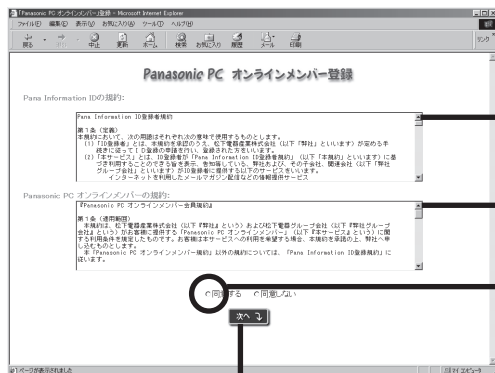 「Panasonic PC オンラインメンバー」登録 - Microsoft Internet Explorer
ファイル(F) 編集(E) 表示(V) お気に入り(A) ツール(T) ヘルプ(H)
戻る 中止 更新 ホーム 検索 お気に入り 履歴 メール 印刷 リンク
Panasonic PC オンラインメンバー登録
Pana Information IDの規約:
Pana Information ID登録者規約
第1条(定義)
本規約において、次の用語はそれぞれ次の意味で使用するものとします。
(1)「ID登録者」とは、本規約を承認のうえ、松下電器産業株式会社(以下「弊社」といいます)が定める手
続きに従ってID登録の申請を行い、登録された方をいいます。
(2)「本サービス」とは、ID登録者が「Pana Information ID登録者規約」(以下「本規約」といいます)に基
づき利用することのできる旨を表示、告知等している、弊社および、その子会社、関連会社(以下「弊社
グループ会社」といいます)がID登録者に提供する以下のサービスをいいます。
インターネットを利用したメールマガジン配信などの情報提供サービス
Panasonic PC オンラインメンバーの規約:
『Panasonic PC オンラインメンバー会員規約』
第1条(適用範囲)
本規約は、松下電器産業株式会社(以下『弊社』という)および松下電器グループ会社(以下『弊社グループ
会社』という)がお客様に提供する「Panasonic PC オンラインメンバー」(以下『本サービス』という)に関
する利用条件を規定したものです。お客様は本サービスへの利用を希望する場合、本規約を承諾の上、弊社へ申
し込むものとします。
本「Panasonic PC オンラインメンバー規約」以外の規約については、「Pana Information ID登録規約」に
従います。
同意する 同意しない
次へ
ページが表示されました マイ コンピュータ